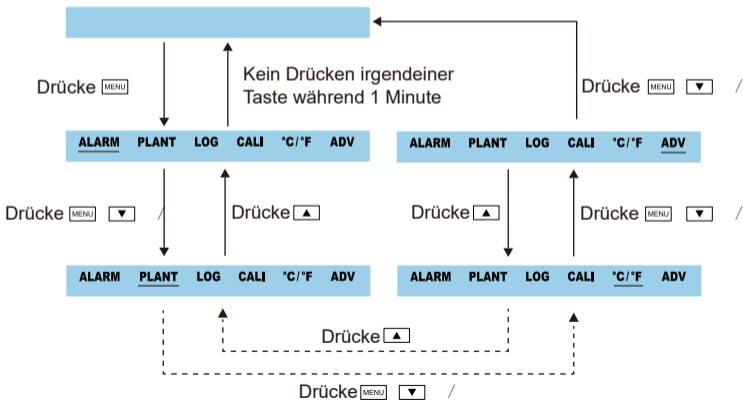 Drücke MENU
Kein Drücken irgendeiner
Taste während 1 Minute
Drücke MENU ▼ /
ALARM PLANT LOG CALI °C/°F ADV
ALARM PLANT LOG CALI °C/°F ADV
Drücke MENU ▼ /
Drücke ▲
Drücke ▲
Drücke MENU ▼ /
ALARM PLANT LOG CALI °C/°F ADV
ALARM PLANT LOG CALI °C/°F ADV
Drücke ▲
Drücke MENU ▼ /